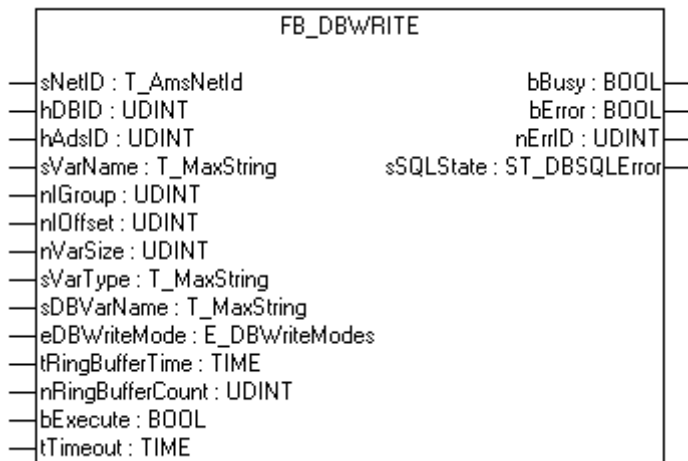 FB_DBWRITE
sNetID : T_AmsNetId bBusy : BOOL
hDBID : UDINT bError : BOOL
hAdsID : UDINT nErrID : UDINT
sVarName : T_MaxString sSQLState : ST_DBSQLError
nIGroup : UDINT
nIOffset : UDINT
nVarSize : UDINT
sVarType : T_MaxString
sDBVarName : T_MaxString
eDBWriteMode : E_DBWriteModes
tRingBufferTime : TIME
nRingBufferCount : UDINT
bExecute : BOOL
tTimeout : TIME